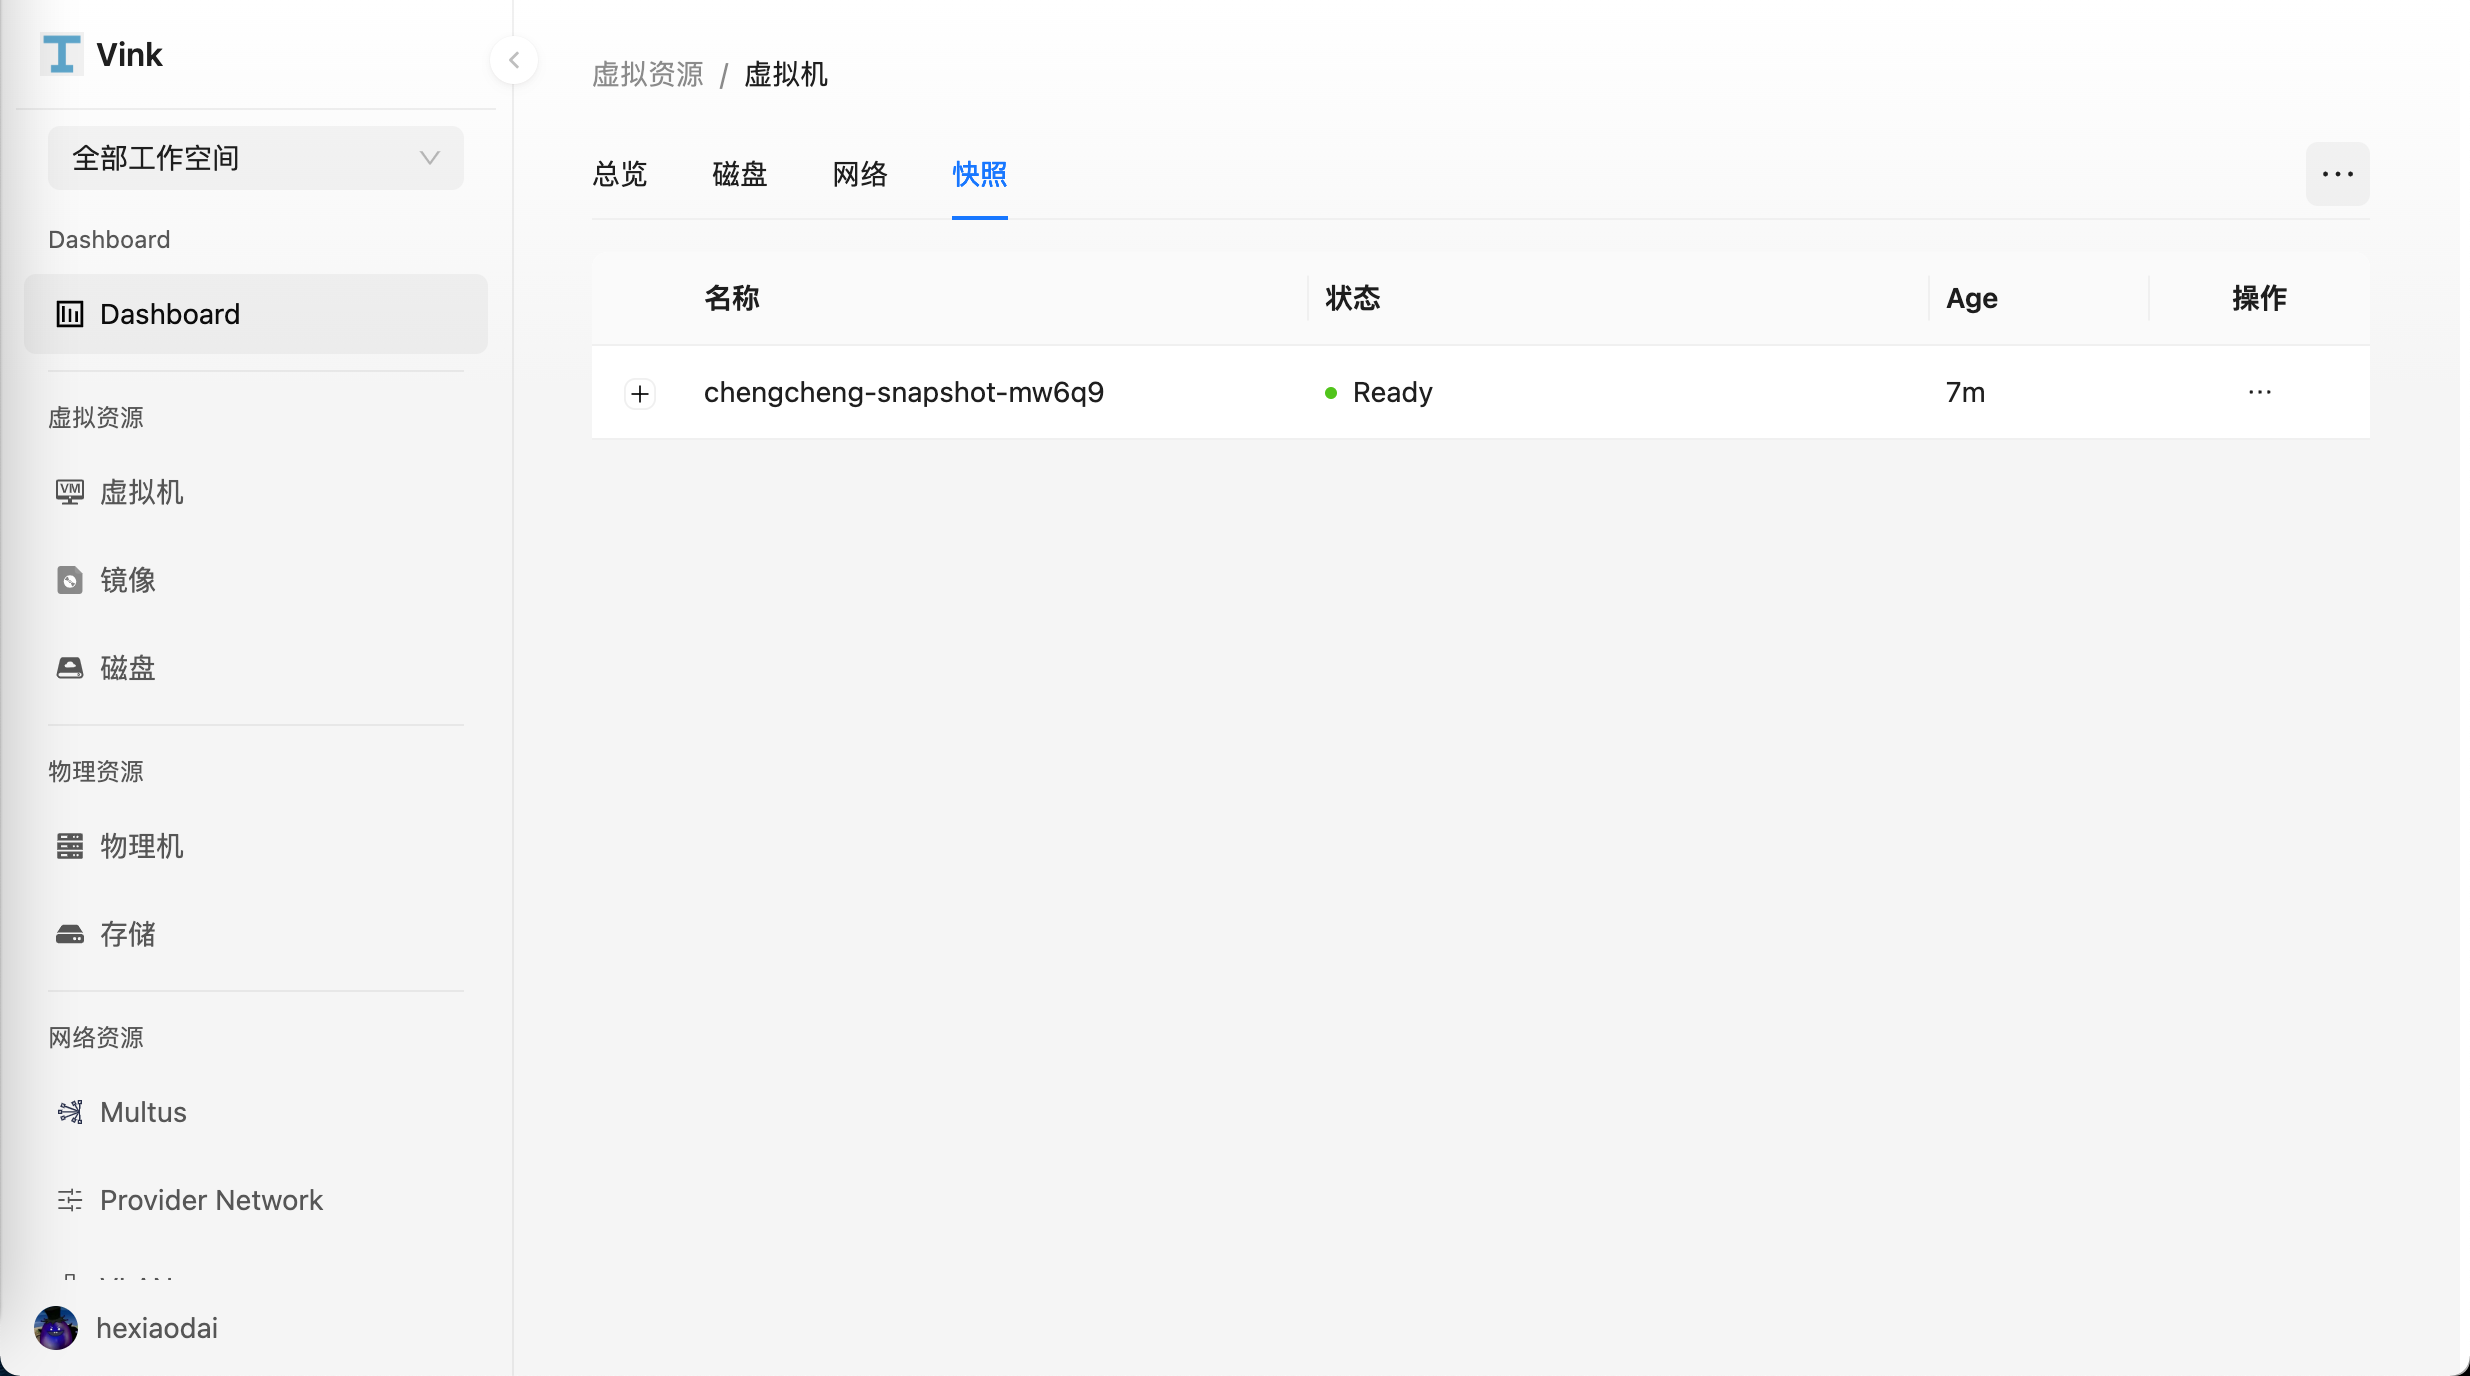 Vink
全部工作空间
Dashboard
Dashboard
虚拟资源
VM 虚拟机
镜像
磁盘
物理资源
物理机
存储
网络资源
Multus
Provider Network
hexiaodai
虚拟资源 / 虚拟机
总览 磁盘 网络 快照
名称 状态 Age 操作
chengcheng-snapshot-mw6q9 Ready 7m